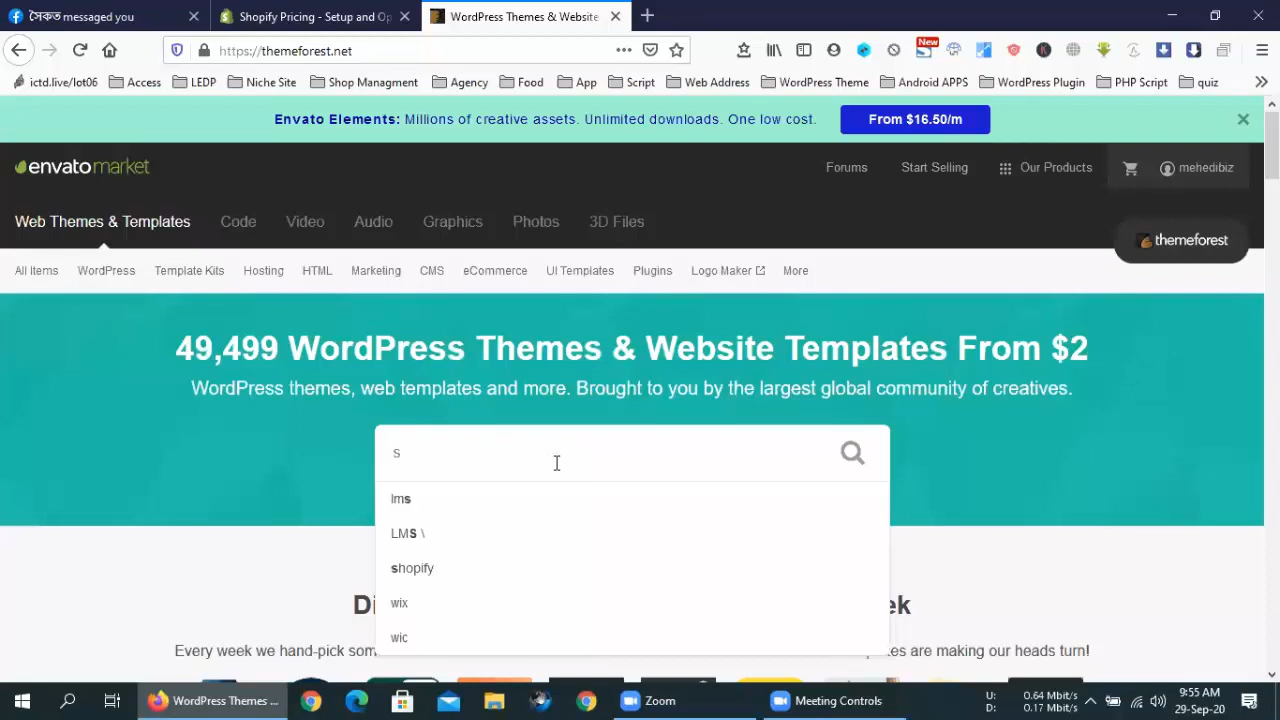 সৈকত messaged you
Shopify Pricing - Setup and Op
WordPress Themes & Website
https://themeforest.net
New
ictd.live/lot06
Access
LEDP
Niche Site
Shop Managment
Agency
Food
App
Script
Web Address
WordPress Theme
Android APPS
WordPress Plugin
PHP Script
quiz
Envato Elements: Millions of creative assets. Unlimited downloads. One low cost.
From $16.50/m
envato market
Forums
Start Selling
Our Products
mehedibiz
Web Themes & Templates
Code
Video
Audio
Graphics
Photos
3D Files
themeforest
All Items
WordPress
Template Kits
Hosting
HTML
Marketing
CMS
eCommerce
UI Templates
Plugins
Logo Maker
More
49,499 WordPress Themes & Website Templates From $2
WordPress themes, web templates and more. Brought to you by the largest global community of creatives.
s
lms
LMS \
shopify
wix
wic
Di
ek
Every week we hand-pick som
ates are making our heads turn!
WordPress Themes ...
Zoom
Meeting Controls
U: 0.64 Mbit/s
D: 0.17 Mbit/s
9:55 AM
29-Sep-20